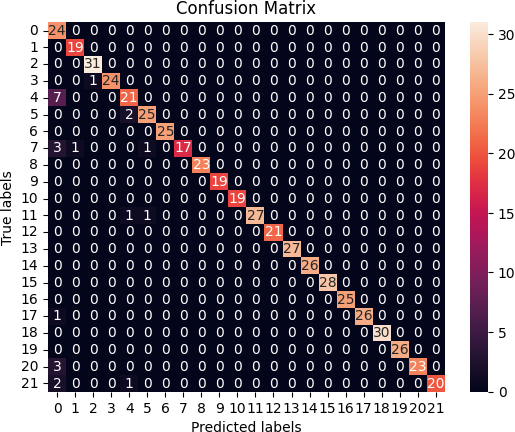 Confusion Matrix
True labels
0 24 0 0 0 0 0 0 0 0 0 0 0 0 0 0 0 0 0 0 0 0 0
1 0 19 0 0 0 0 0 0 0 0 0 0 0 0 0 0 0 0 0 0 0 0
2 0 0 31 0 0 0 0 0 0 0 0 0 0 0 0 0 0 0 0 0 0 0
3 0 0 1 24 0 0 0 0 0 0 0 0 0 0 0 0 0 0 0 0 0 0
4 7 0 0 0 21 0 0 0 0 0 0 0 0 0 0 0 0 0 0 0 0 0
5 0 0 0 0 2 25 0 0 0 0 0 0 0 0 0 0 0 0 0 0 0 0
6 0 0 0 0 0 0 25 0 0 0 0 0 0 0 0 0 0 0 0 0 0 0
7 3 1 0 0 0 1 0 17 0 0 0 0 0 0 0 0 0 0 0 0 0 0
8 0 0 0 0 0 0 0 0 23 0 0 0 0 0 0 0 0 0 0 0 0 0
9 0 0 0 0 0 0 0 0 0 19 0 0 0 0 0 0 0 0 0 0 0 0
10 0 0 0 0 0 0 0 0 0 0 19 0 0 0 0 0 0 0 0 0 0 0
11 0 0 0 0 1 1 0 0 0 0 0 27 0 0 0 0 0 0 0 0 0 0
12 0 0 0 0 0 0 0 0 0 0 0 0 21 0 0 0 0 0 0 0 0 0
13 0 0 0 0 0 0 0 0 0 0 0 0 0 27 0 0 0 0 0 0 0 0
14 0 0 0 0 0 0 0 0 0 0 0 0 0 0 26 0 0 0 0 0 0 0
15 0 0 0 0 0 0 0 0 0 0 0 0 0 0 0 28 0 0 0 0 0 0
16 0 0 0 0 0 0 0 0 0 0 0 0 0 0 0 0 25 0 0 0 0 0
17 1 0 0 0 0 0 0 0 0 0 0 0 0 0 0 0 0 26 0 0 0 0
18 0 0 0 0 0 0 0 0 0 0 0 0 0 0 0 0 0 0 30 0 0 0
19 0 0 0 0 0 0 0 0 0 0 0 0 0 0 0 0 0 0 0 26 0 0
20 3 0 0 0 0 0 0 0 0 0 0 0 0 0 0 0 0 0 0 0 23 0
21 2 0 0 0 1 0 0 0 0 0 0 0 0 0 0 0 0 0 0 0 0 20
0 1 2 3 4 5 6 7 8 9 10 11 12 13 14 15 16 17 18 19 20 21
Predicted labels
30
25
20
15
10
5
0